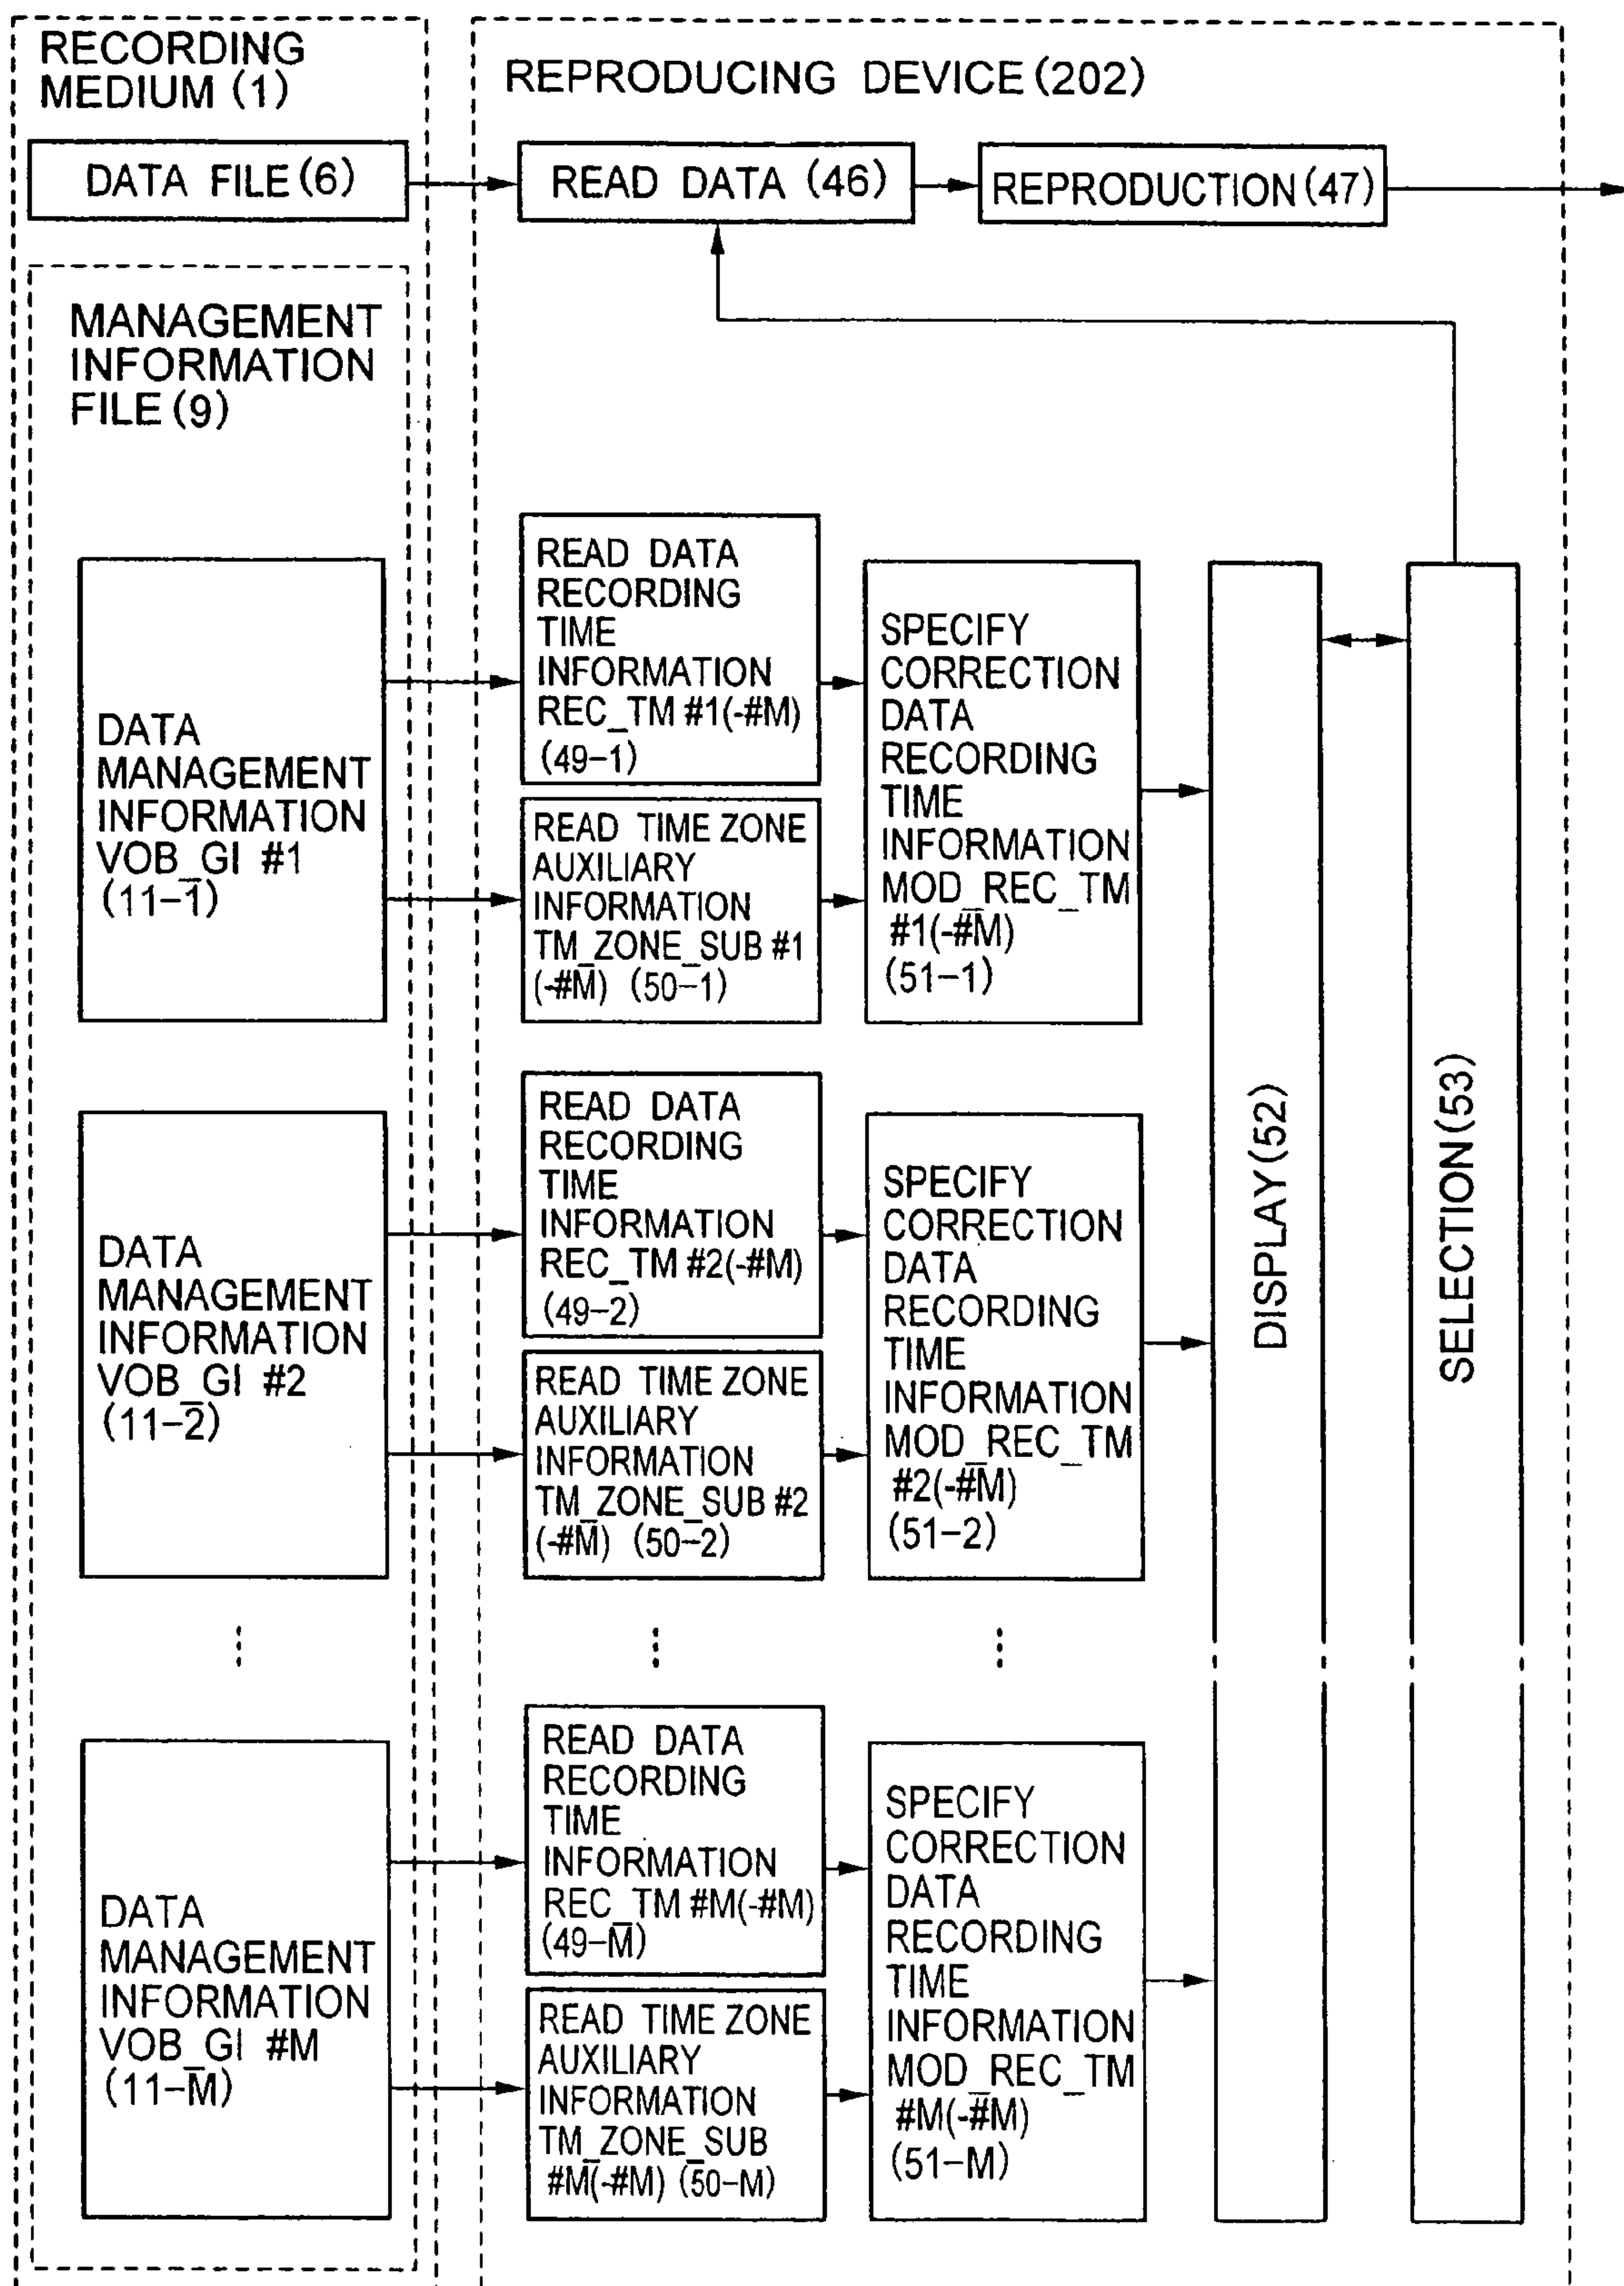 RECORDING
MEDIUM (1)
REPRODUCING DEVICE (202)
DATA FILE (6)
READ DATA (46)
REPRODUCTION (47)
MANAGEMENT
INFORMATION
FILE (9)
DATA
MANAGEMENT
INFORMATION
VOB_GI #1
(11-1)
READ DATA
RECORDING
TIME
INFORMATION
REC_TM #1(-#M)
(49-1)
READ TIME ZONE
AUXILIARY
INFORMATION
TM_ZONE_SUB #1
(-#M) (50-1)
SPECIFY
CORRECTION
DATA
RECORDING
TIME
INFORMATION
MOD_REC_TM
#1(-#M)
(51-1)
DISPLAY (52)
SELECTION (53)
DATA
MANAGEMENT
INFORMATION
VOB_GI #2
(11-2)
READ DATA
RECORDING
TIME
INFORMATION
REC_TM #2(-#M)
(49-2)
READ TIME ZONE
AUXILIARY
INFORMATION
TM_ZONE_SUB #2
(-#M) (50-2)
SPECIFY
CORRECTION
DATA
RECORDING
TIME
INFORMATION
MOD_REC_TM
#2(-#M)
(51-2)
DATA
MANAGEMENT
INFORMATION
VOB_GI #M
(11-M)
READ DATA
RECORDING
TIME
INFORMATION
REC_TM #M(-#M)
(49-M)
READ TIME ZONE
AUXILIARY
INFORMATION
TM_ZONE_SUB
#M(-#M) (50-M)
SPECIFY
CORRECTION
DATA
RECORDING
TIME
INFORMATION
MOD_REC_TM
#M(-#M)
(51-M)